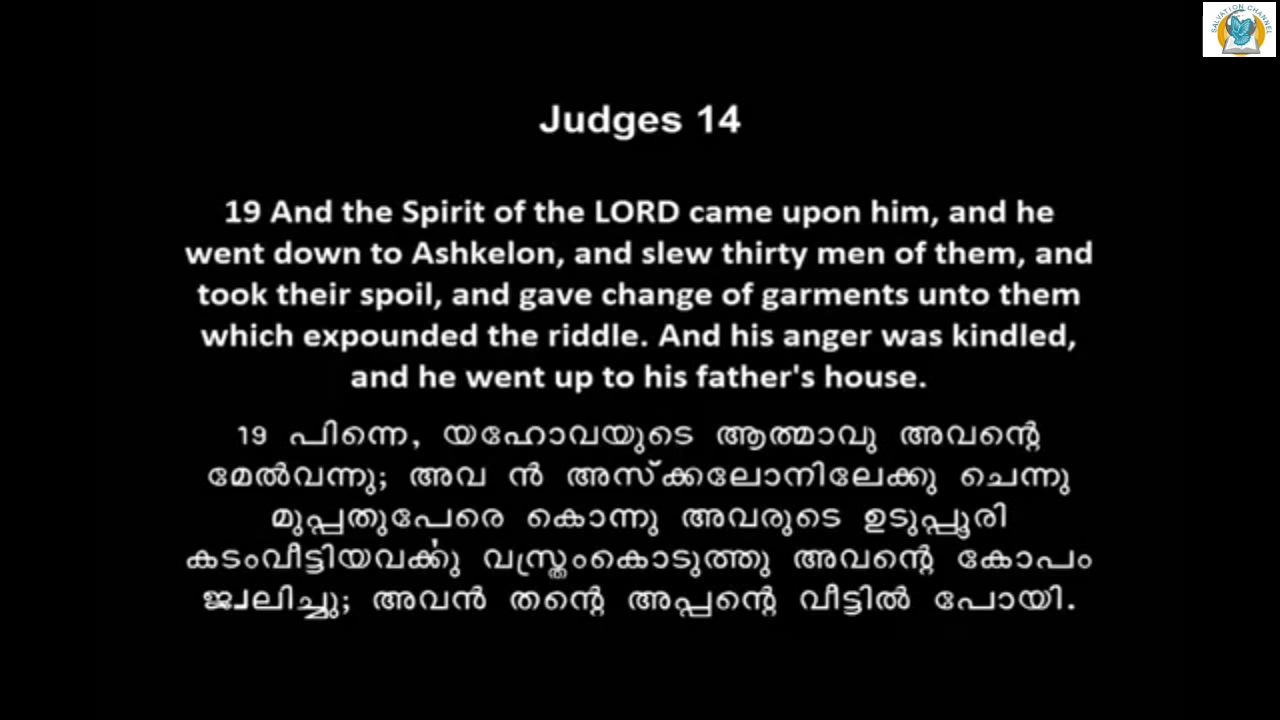 SALVATION CHANNEL
Judges 14
19 And the Spirit of the LORD came upon him, and he
went down to Ashkelon, and slew thirty men of them, and
took their spoil, and gave change of garments unto them
which expounded the riddle. And his anger was kindled,
and he went up to his father's house.
19 പിന്നെ, യഹോവയുടെ ആത്മാവു അവന്റെ
മേൽവന്നു; അവ ൻ അസ്ക്കലോനിലേക്കു ചെന്നു
മുപ്പതുപേരെ കൊന്നു അവരുടെ ഉടുപ്പൂരി
കടംവീട്ടിയവൎക്കു വസ്ത്രംകൊടുത്തു അവന്റെ കോപം
ജ്വലിച്ചു; അവൻ തന്റെ അപ്പന്റെ വീട്ടിൽ പോയി.